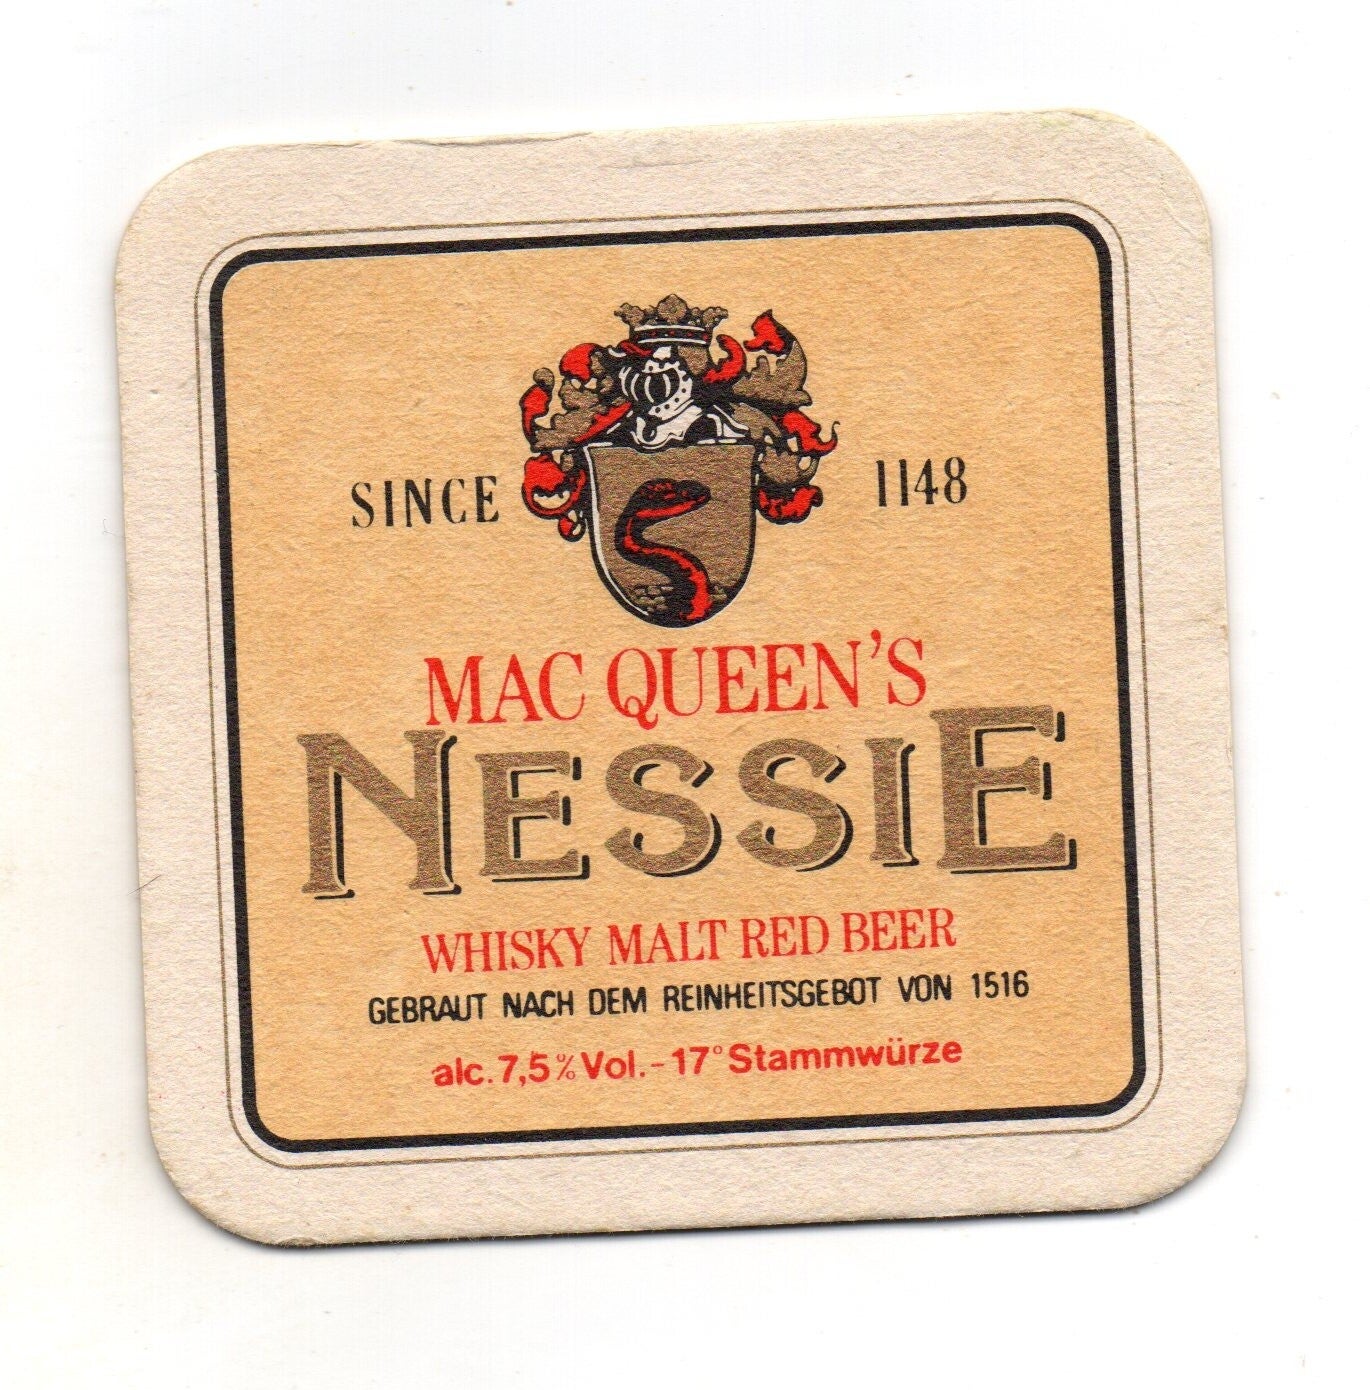 SINCE 1148
MAC QUEEN'S
NESSIE
WHISKY MALT RED BEER
GEBRAUT NACH DEM REINHEITSGEBOT VON 1516
alc. 7,5% Vol. - 17° Stammwürze